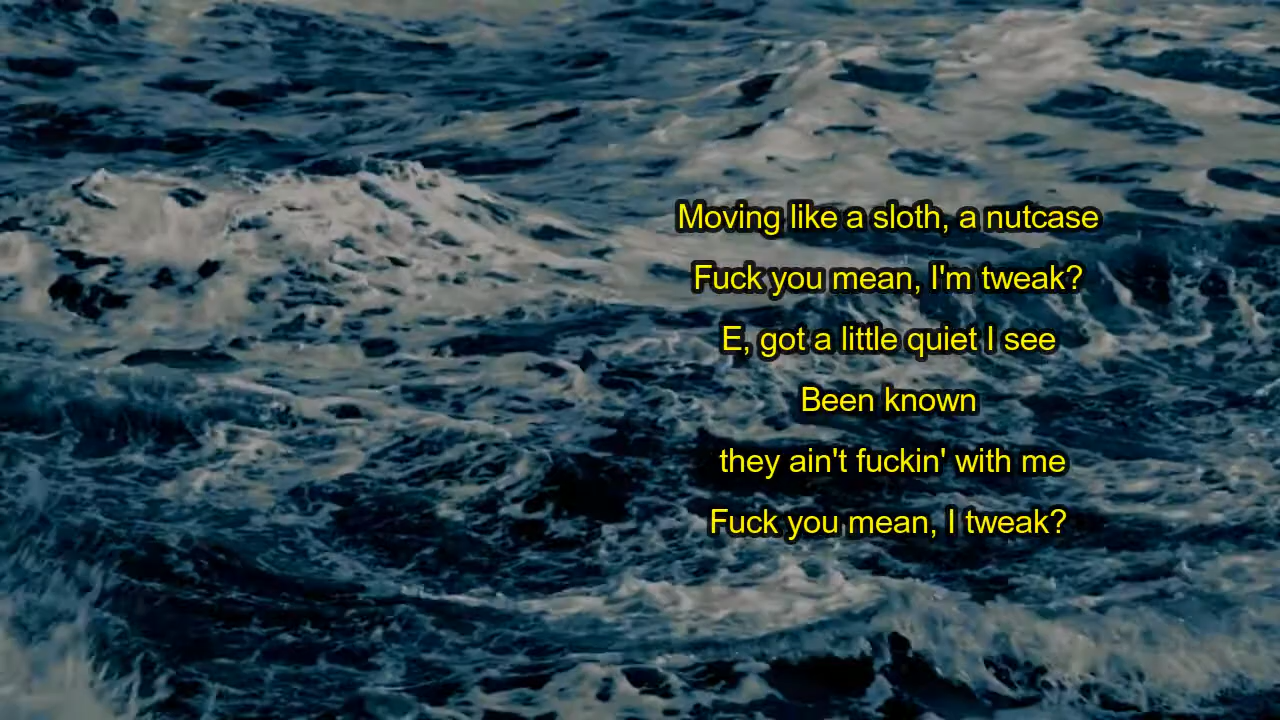 Moving like a sloth, a nutcase
Fuck you mean, I'm tweak?
E, got a little quiet I see
Been known
they ain't fuckin' with me
Fuck you mean, I tweak?